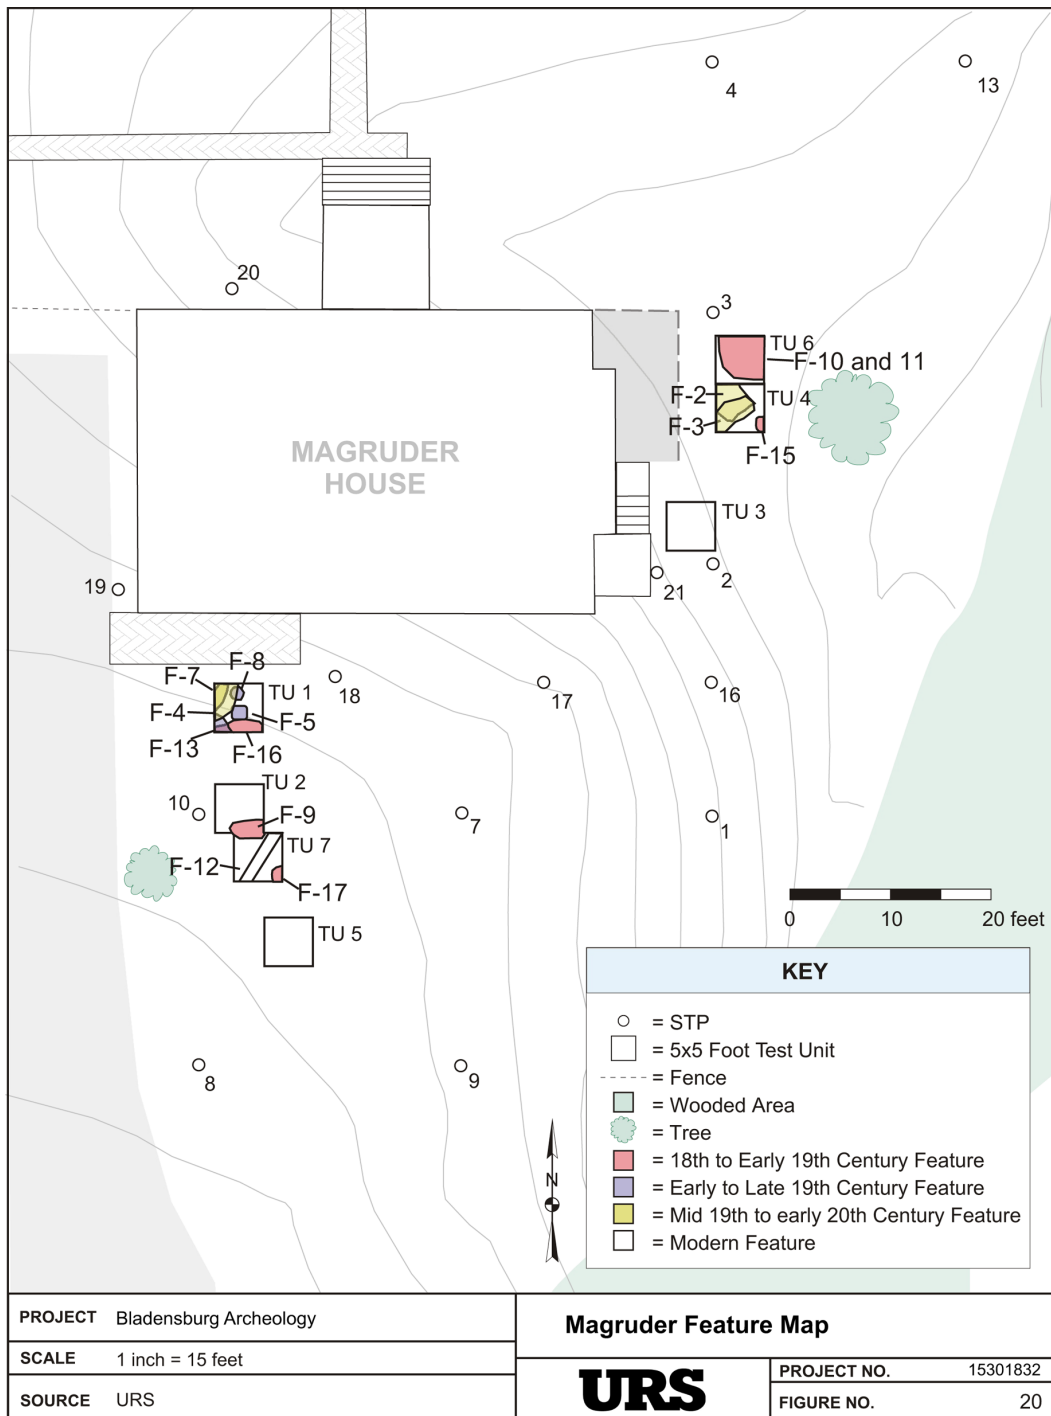 4
13
20
3
TU 6
F-10 and 11
F-2
TU 4
F-3
F-15
MAGRUDER
HOUSE
TU 3
19
21
2
F-8
F-7
TU 1
18
17
16
F-4
F-5
F-13
F-16
TU 2
10
F-9
7
1
TU 7
F-12
F-17
TU 5
0 10 20 feet
8
9
N
KEY
= STP
= 5x5 Foot Test Unit
= Fence
= Wooded Area
= Tree
= 18th to Early 19th Century Feature
= Early to Late 19th Century Feature
= Mid 19th to early 20th Century Feature
= Modern Feature
PROJECT Bladensburg Archeology
SCALE 1 inch = 15 feet
SOURCE URS
Magruder Feature Map
URS
PROJECT NO. 15301832
FIGURE NO. 20